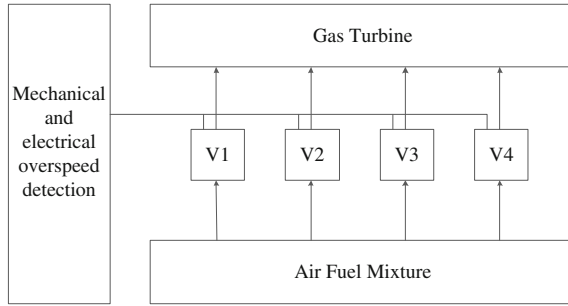 Gas Turbine
Mechanical
and
electrical
overspeed
detection
V1 V2 V3 V4
Air Fuel Mixture